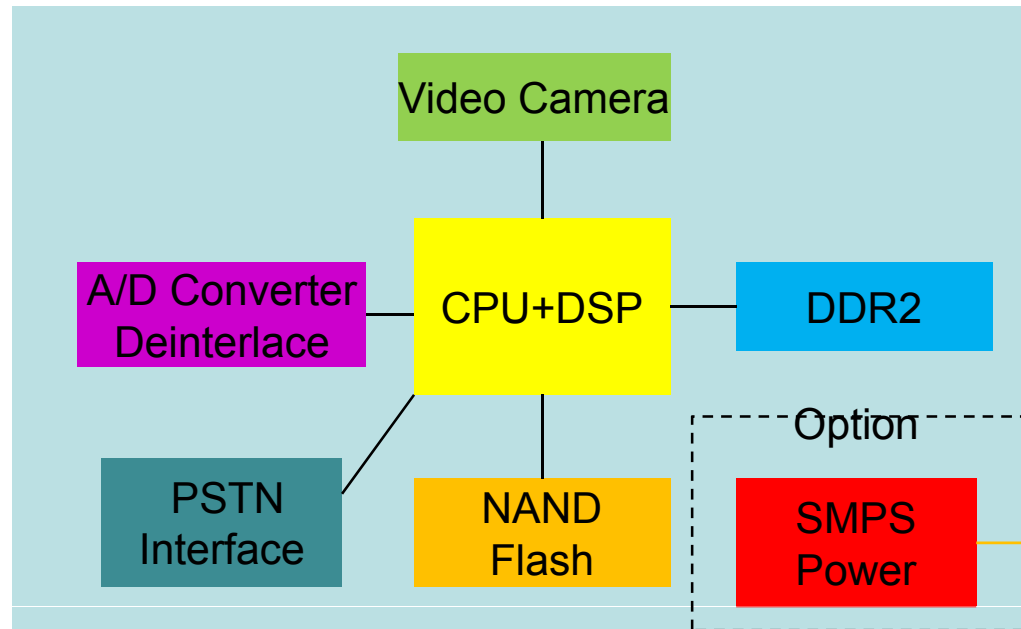 Video Camera
A/D Converter
Deinterlace
CPU+DSP
DDR2
Option
PSTN
Interface
NAND
Flash
SMPS
Power